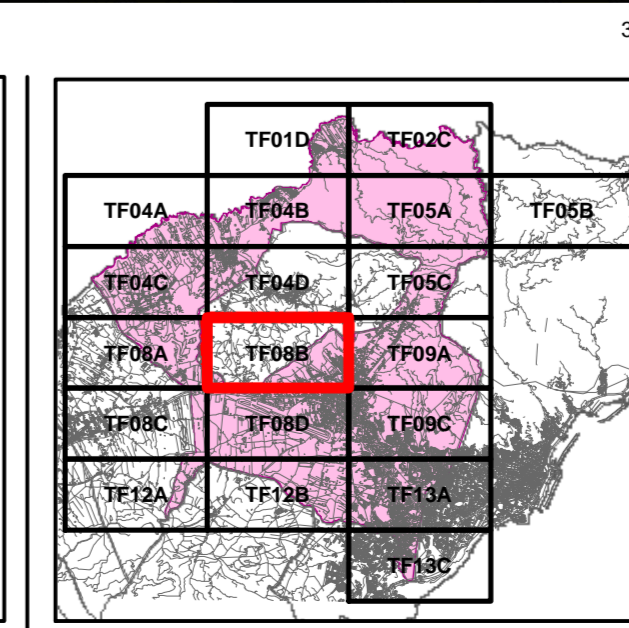 3
TF01D TF02C
TF04A TF04B TF05A TF05B
TF04C TF04D TF05C
TF08A TF08B TF09A
TF08C TF08D TF09C
TF12A TF12B TF13A
TF13C